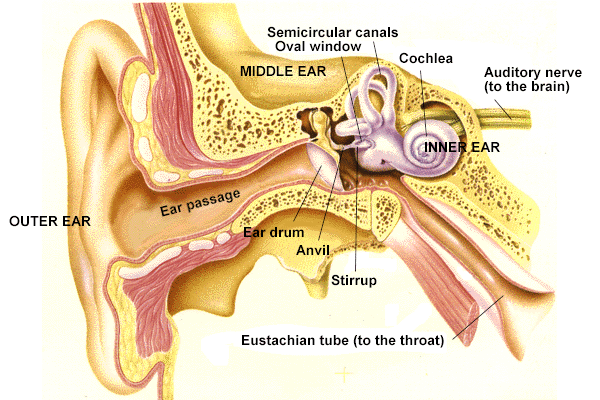 Semicircular canals
Oval window
Cochlea
MIDDLE EAR
Auditory nerve
(to the brain)
INNER EAR
Ear passage
OUTER EAR
Ear drum
Anvil
Stirrup
Eustachian tube (to the throat)